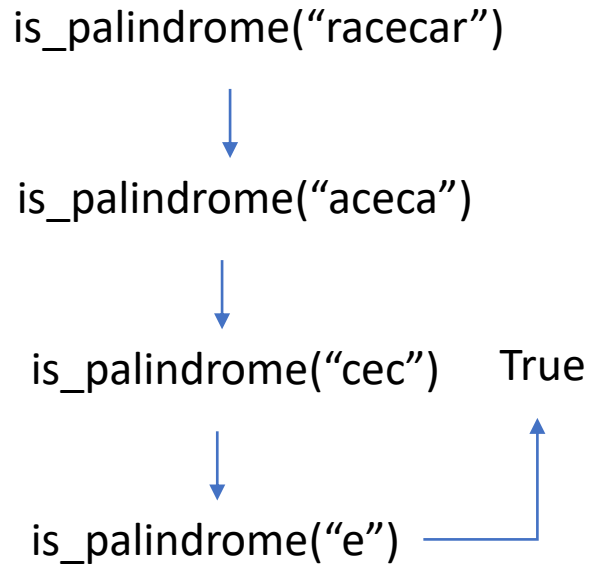 is_palindrome(“racecar”)
is_palindrome(“aceca”)
is_palindrome(“cec”) True
is_palindrome(“e”)